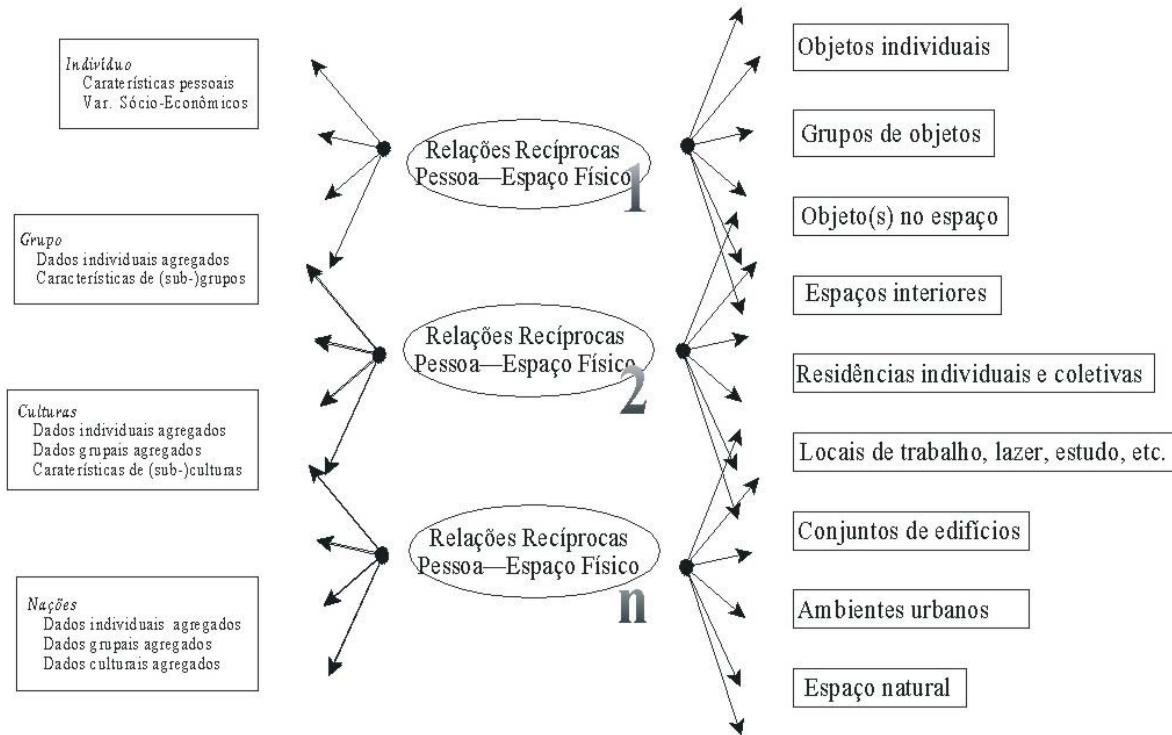 Indivíduo
Caraterísticas pessoais
Var. Sócio-Econômicos
Grupo
Dados individuais agregados
Características de (sub-)grupos
Culturas
Dados individuais agregados
Dados grupais agregados
Caraterísticas de (sub-)culturas
Nações
Dados individuais agregados
Dados grupais agregados
Dados culturais agregados
Relações Recíprocas
Pessoa—Espaço Físico
1
Relações Recíprocas
Pessoa—Espaço Físico
2
Relações Recíprocas
Pessoa—Espaço Físico
n
Objetos individuais
Grupos de objetos
Objeto(s) no espaço
Espaços interiores
Residências individuais e coletivas
Locais de trabalho, lazer, estudo, etc.
Conjuntos de edifícios
Ambientes urbanos
Espaço natural